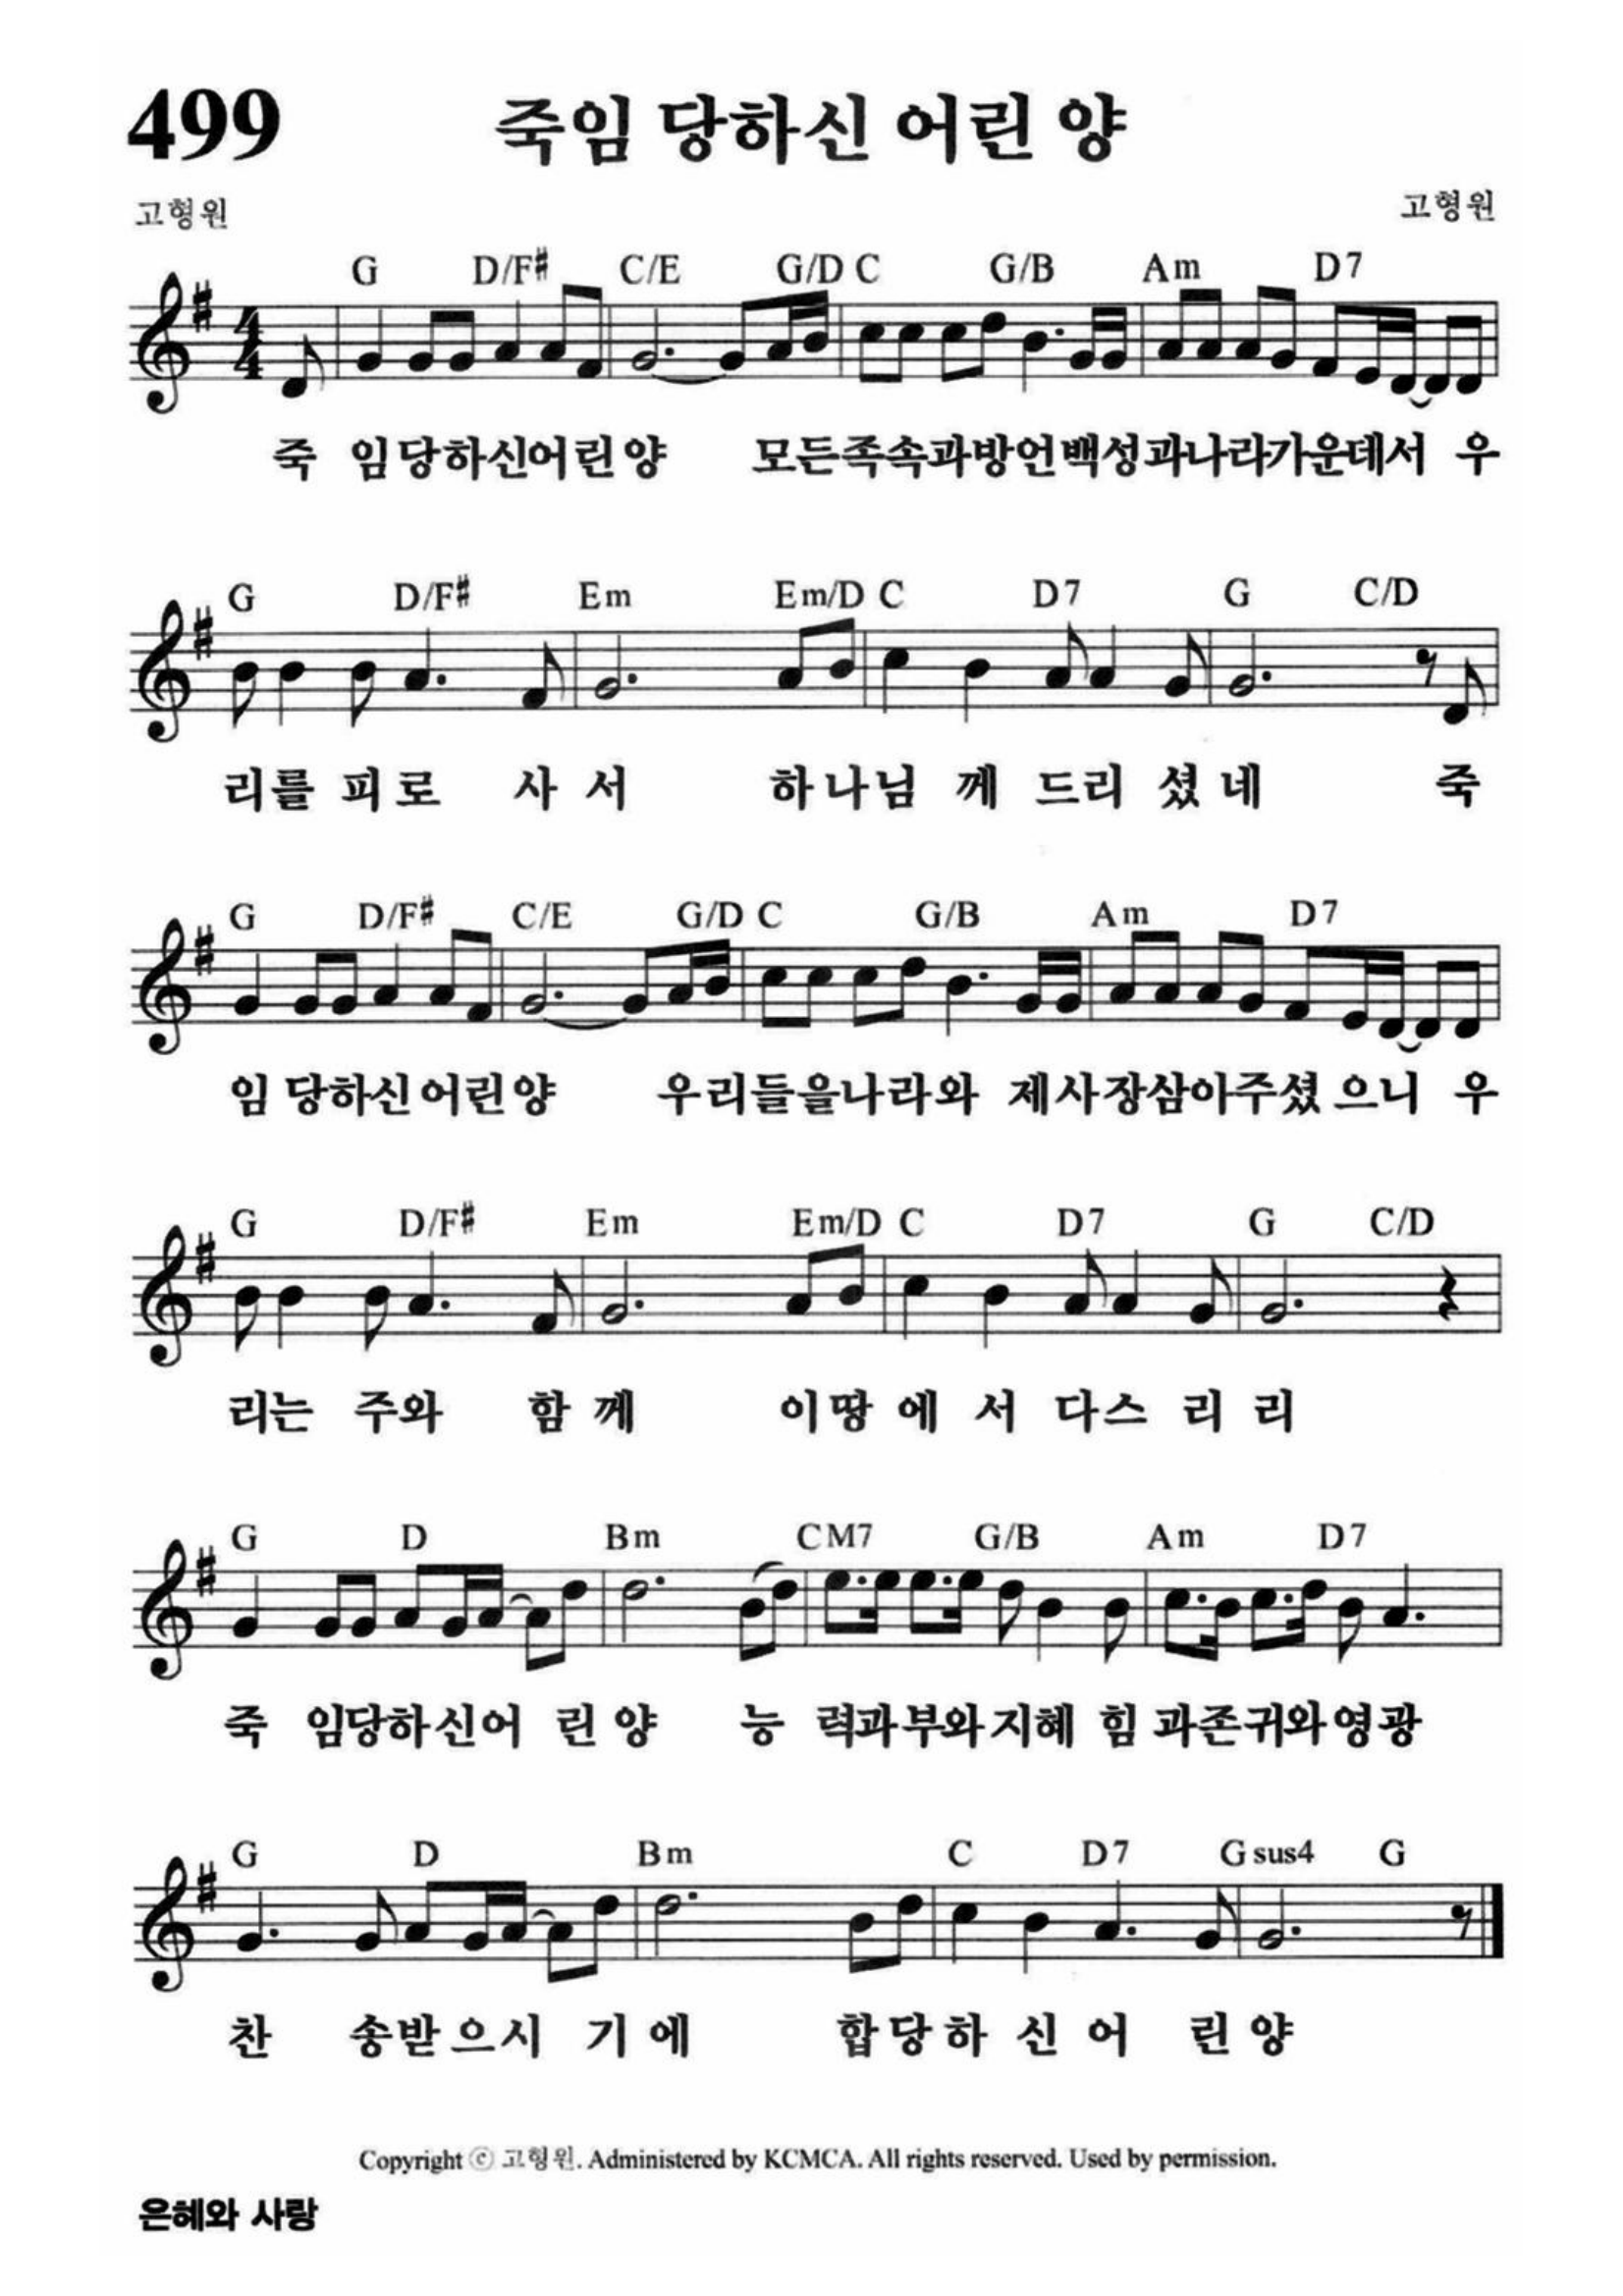 499 죽임 당하신 어린 양
고형원 고형원
G D/F# C/E G/D C G/B Am D7
죽 임당하신어린양 모든족속과방언백성과나라가운데서 우
G D/F# Em Em/D C D7 G C/D
리를 피로 사서 하나님 께 드리 셨네 죽
G D/F# C/E G/D C G/B Am D7
임 당하신어린양 우리들을나라와 제사장삼아주셨으니 우
G D/F# Em Em/D C D7 G C/D
리는 주와 함께 이땅에 서 다스 리 리
G D Bm CM7 G/B Am D7
죽 임당하신어 린양 능 력과부와지혜 힘 과존귀와영광
G D Bm C D7 Gsus4 G
찬 송받으시 기에 합당하 신 어 린양
Copyright ⓒ 고형원. Administered by KCMCA. All rights reserved. Used by permission.
은혜와 사랑